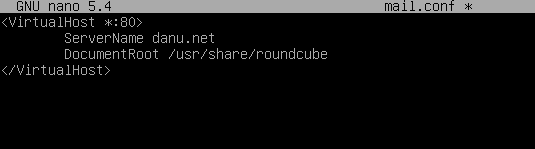 GNU nano 5.4 mail.conf *
<VirtualHost *:80>
        ServerName danu.net
        DocumentRoot /usr/share/roundcube
</VirtualHost>